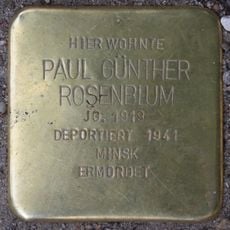 HIER WOHNTE
PAUL GÜNTHER
ROSENBLUM
JG. 1919
DEPORTIERT 1941
MINSK
ERMORDET